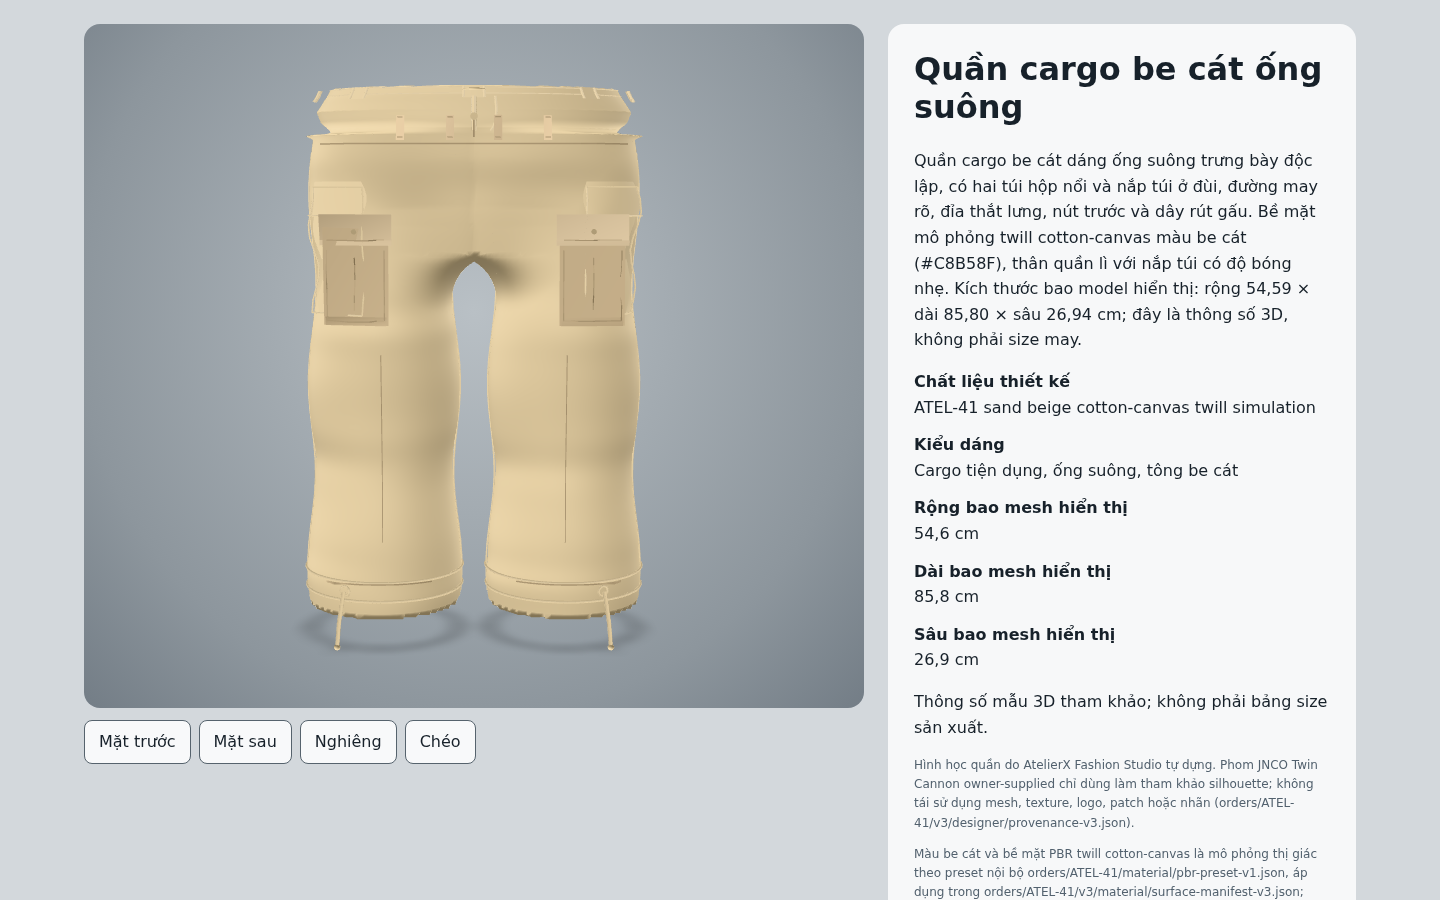 Quần cargo be cát ống
suông
Quần cargo be cát dáng ống suông trưng bày độc
lập, có hai túi hộp nổi và nắp túi ở đùi, đường may
rõ, đỉa thắt lưng, nút trước và dây rút gấu. Bề mặt
mô phỏng twill cotton-canvas màu be cát
(#C8B58F), thân quần lì với nắp túi có độ bóng
nhẹ. Kích thước bao model hiển thị: rộng 54,59 ×
dài 85,80 × sâu 26,94 cm; đây là thông số 3D,
không phải size may.
Chất liệu thiết kế
ATEL-41 sand beige cotton-canvas twill simulation
Kiểu dáng
Cargo tiện dụng, ống suông, tông be cát
Rộng bao mesh hiển thị
54,6 cm
Dài bao mesh hiển thị
85,8 cm
Sâu bao mesh hiển thị
26,9 cm
Thông số mẫu 3D tham khảo; không phải bảng size
sản xuất.
Hình học quần do AtelierX Fashion Studio tự dựng. Phom JNCO Twin
Cannon owner-supplied chỉ dùng làm tham khảo silhouette; không
tái sử dụng mesh, texture, logo, patch hoặc nhãn (orders/ATEL-
41/v3/designer/provenance-v3.json).
Màu be cát và bề mặt PBR twill cotton-canvas là mô phỏng thị giác
theo preset nội bộ orders/ATEL-41/material/pbr-preset-v1.json, áp
dụng trong orders/ATEL-41/v3/material/surface-manifest-v3.json;
Mặt trước
Mặt sau
Nghiêng
Chéo